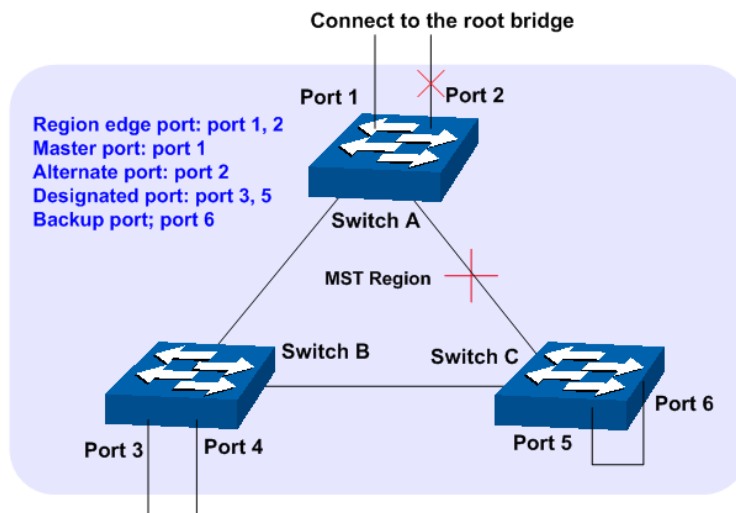 Connect to the root bridge
Port 1
Port 2
Region edge port: port 1, 2
Master port: port 1
Alternate port: port 2
Designated port: port 3, 5
Backup port; port 6
Switch A
MST Region
Switch B
Switch C
Port 3
Port 4
Port 5
Port 6